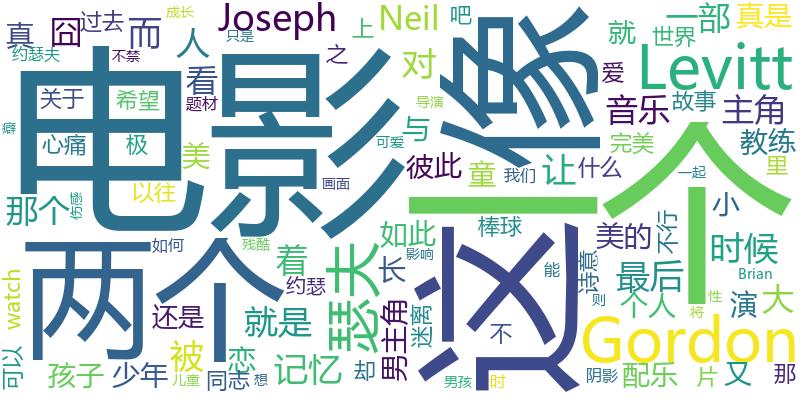 成长
过去
不禁
真
囧
而
人
约瑟夫
只是
Joseph
上
Neil
吧
之
对
一部
就
世界
真是
爱
Levitt
电影
像
看
题材
关于
希望
心痛
极
癖
导演
可爱
与
音乐
故事
主角
教练
完美
里
美
画面
以往
伤感
那个
彼此
童
让
什么
我们
一起
一个
两个
如何
残酷
着
约瑟
瑟夫
如此
影响
棒球
长
能
这
诗意
美的
不行
小
时候
最后
Brian
则
个人
将
性
演
大
watch
还是
就是
被
恋
记忆
却
男主角
迷离
不
Gordon
可以
孩子
少年
儿童
同志
想
男孩
时
阴影
配乐
片
又
那